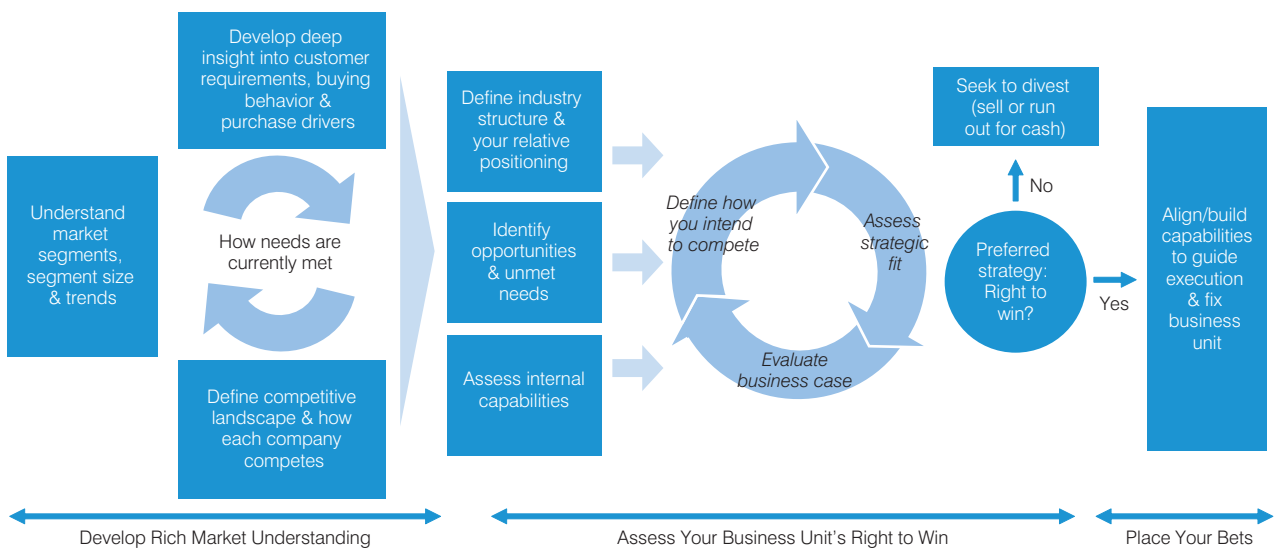 Understand
market
segments,
segment size
& trends
Develop deep
insight into customer
requirements, buying
behavior &
purchase drivers
How needs are
currently met
Define competitive
landscape & how
each company
competes
Define industry
structure &
your relative
positioning
Identify
opportunities
& unmet
needs
Assess internal
capabilities
Define how
you intend
to compete
Assess
strategic
fit
Evaluate
business case
Seek to divest
(sell or run
out for cash)
No
Preferred
strategy:
Right to
win?
Yes
Align/build
capabilities
to guide
execution
& fix
business
unit
Develop Rich Market Understanding
Assess Your Business Unit's Right to Win
Place Your Bets